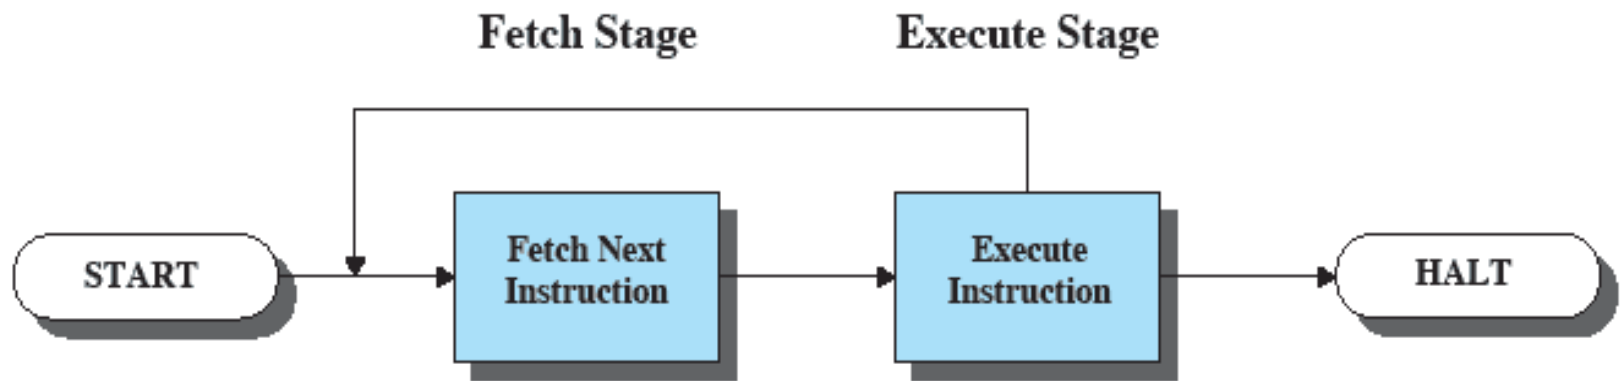 Fetch Stage
Execute Stage
START
Fetch Next
Instruction
Execute
Instruction
HALT